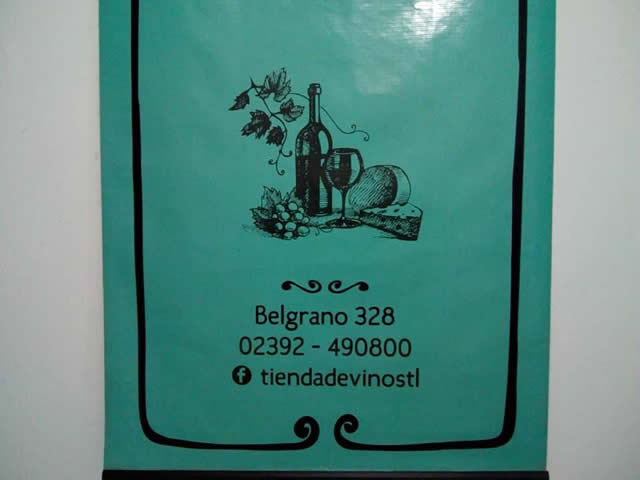 Belgrano 328
02392 - 490800
tiendadevinostl